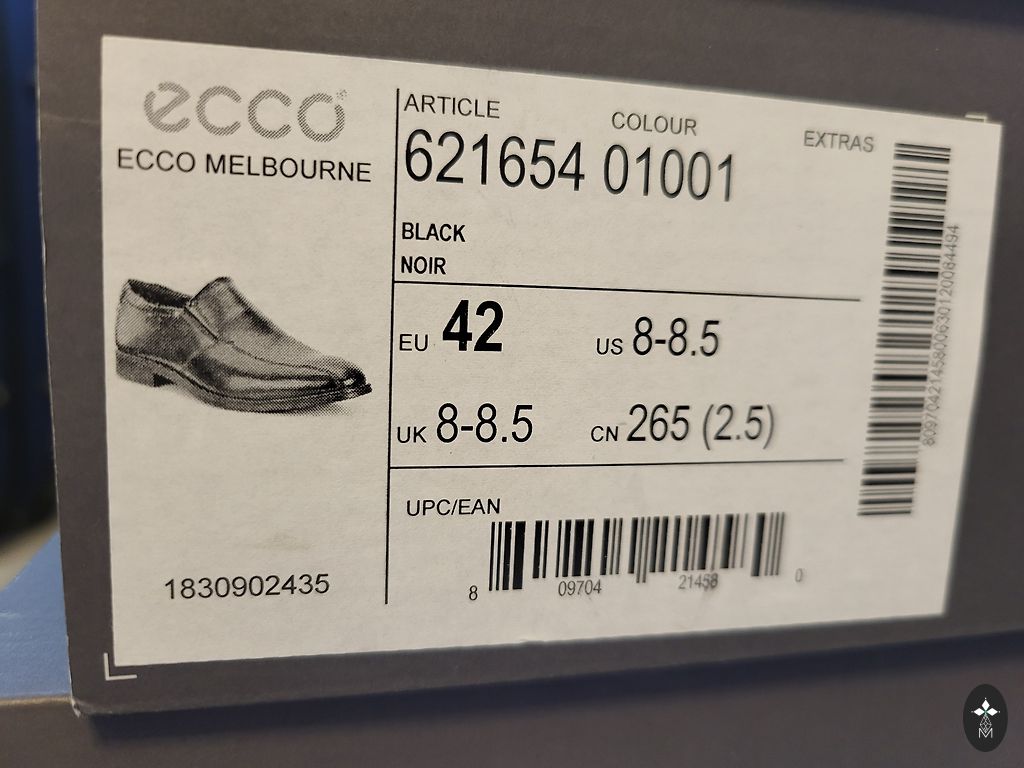 ecco
ECCO MELBOURNE
1830902435
ARTICLE COLOUR EXTRAS
621654 01001
BLACK
NOIR
EU 42 US 8-8.5
UK 8-8.5 CN 265 (2.5)
UPC/EAN
8 09704 21458 0
809704214580063012008449​4
M